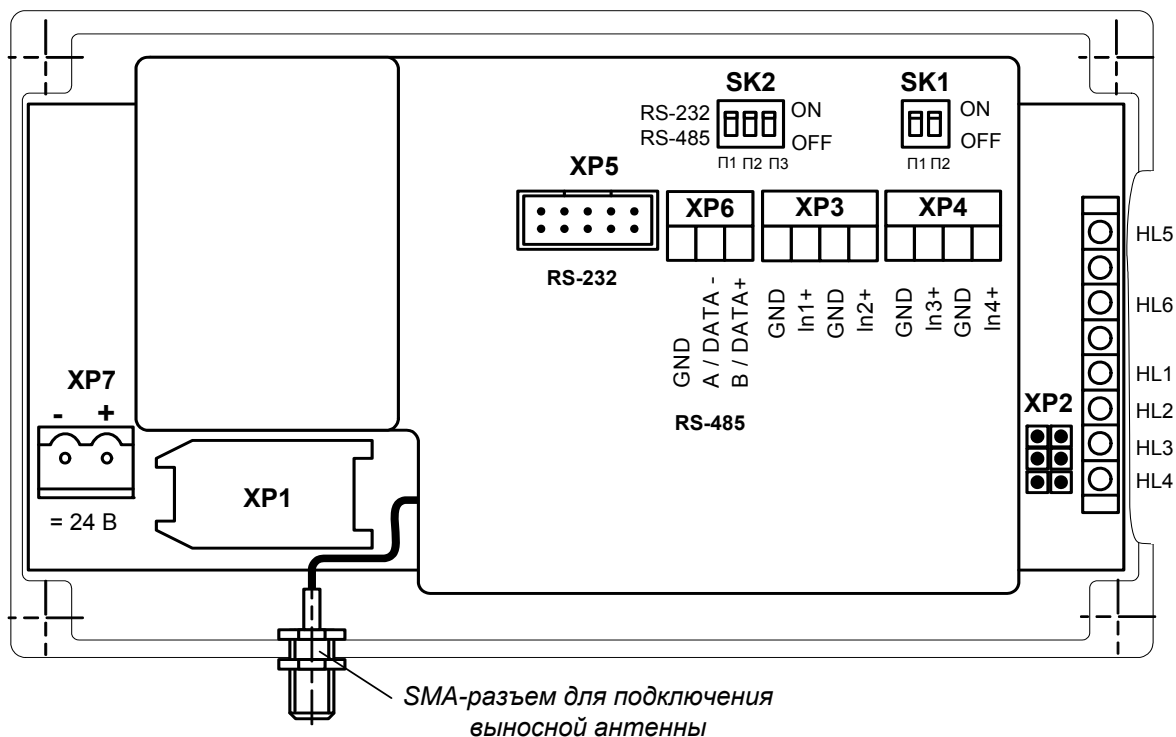 SK2
SK1
RS-232
ON
RS-485
OFF
П1 П2 П3
ON
OFF
П1 П2
XP5
XP6
XP3
XP4
RS-232
GND
A / DATA -
B / DATA+
GND
In1+
GND
In2+
GND
In3+
GND
In4+
RS-485
HL5
HL6
HL1
HL2
HL3
HL4
XP2
XP7
- +
= 24 В
XP1
SMA-разъем для подключения
выносной антенны